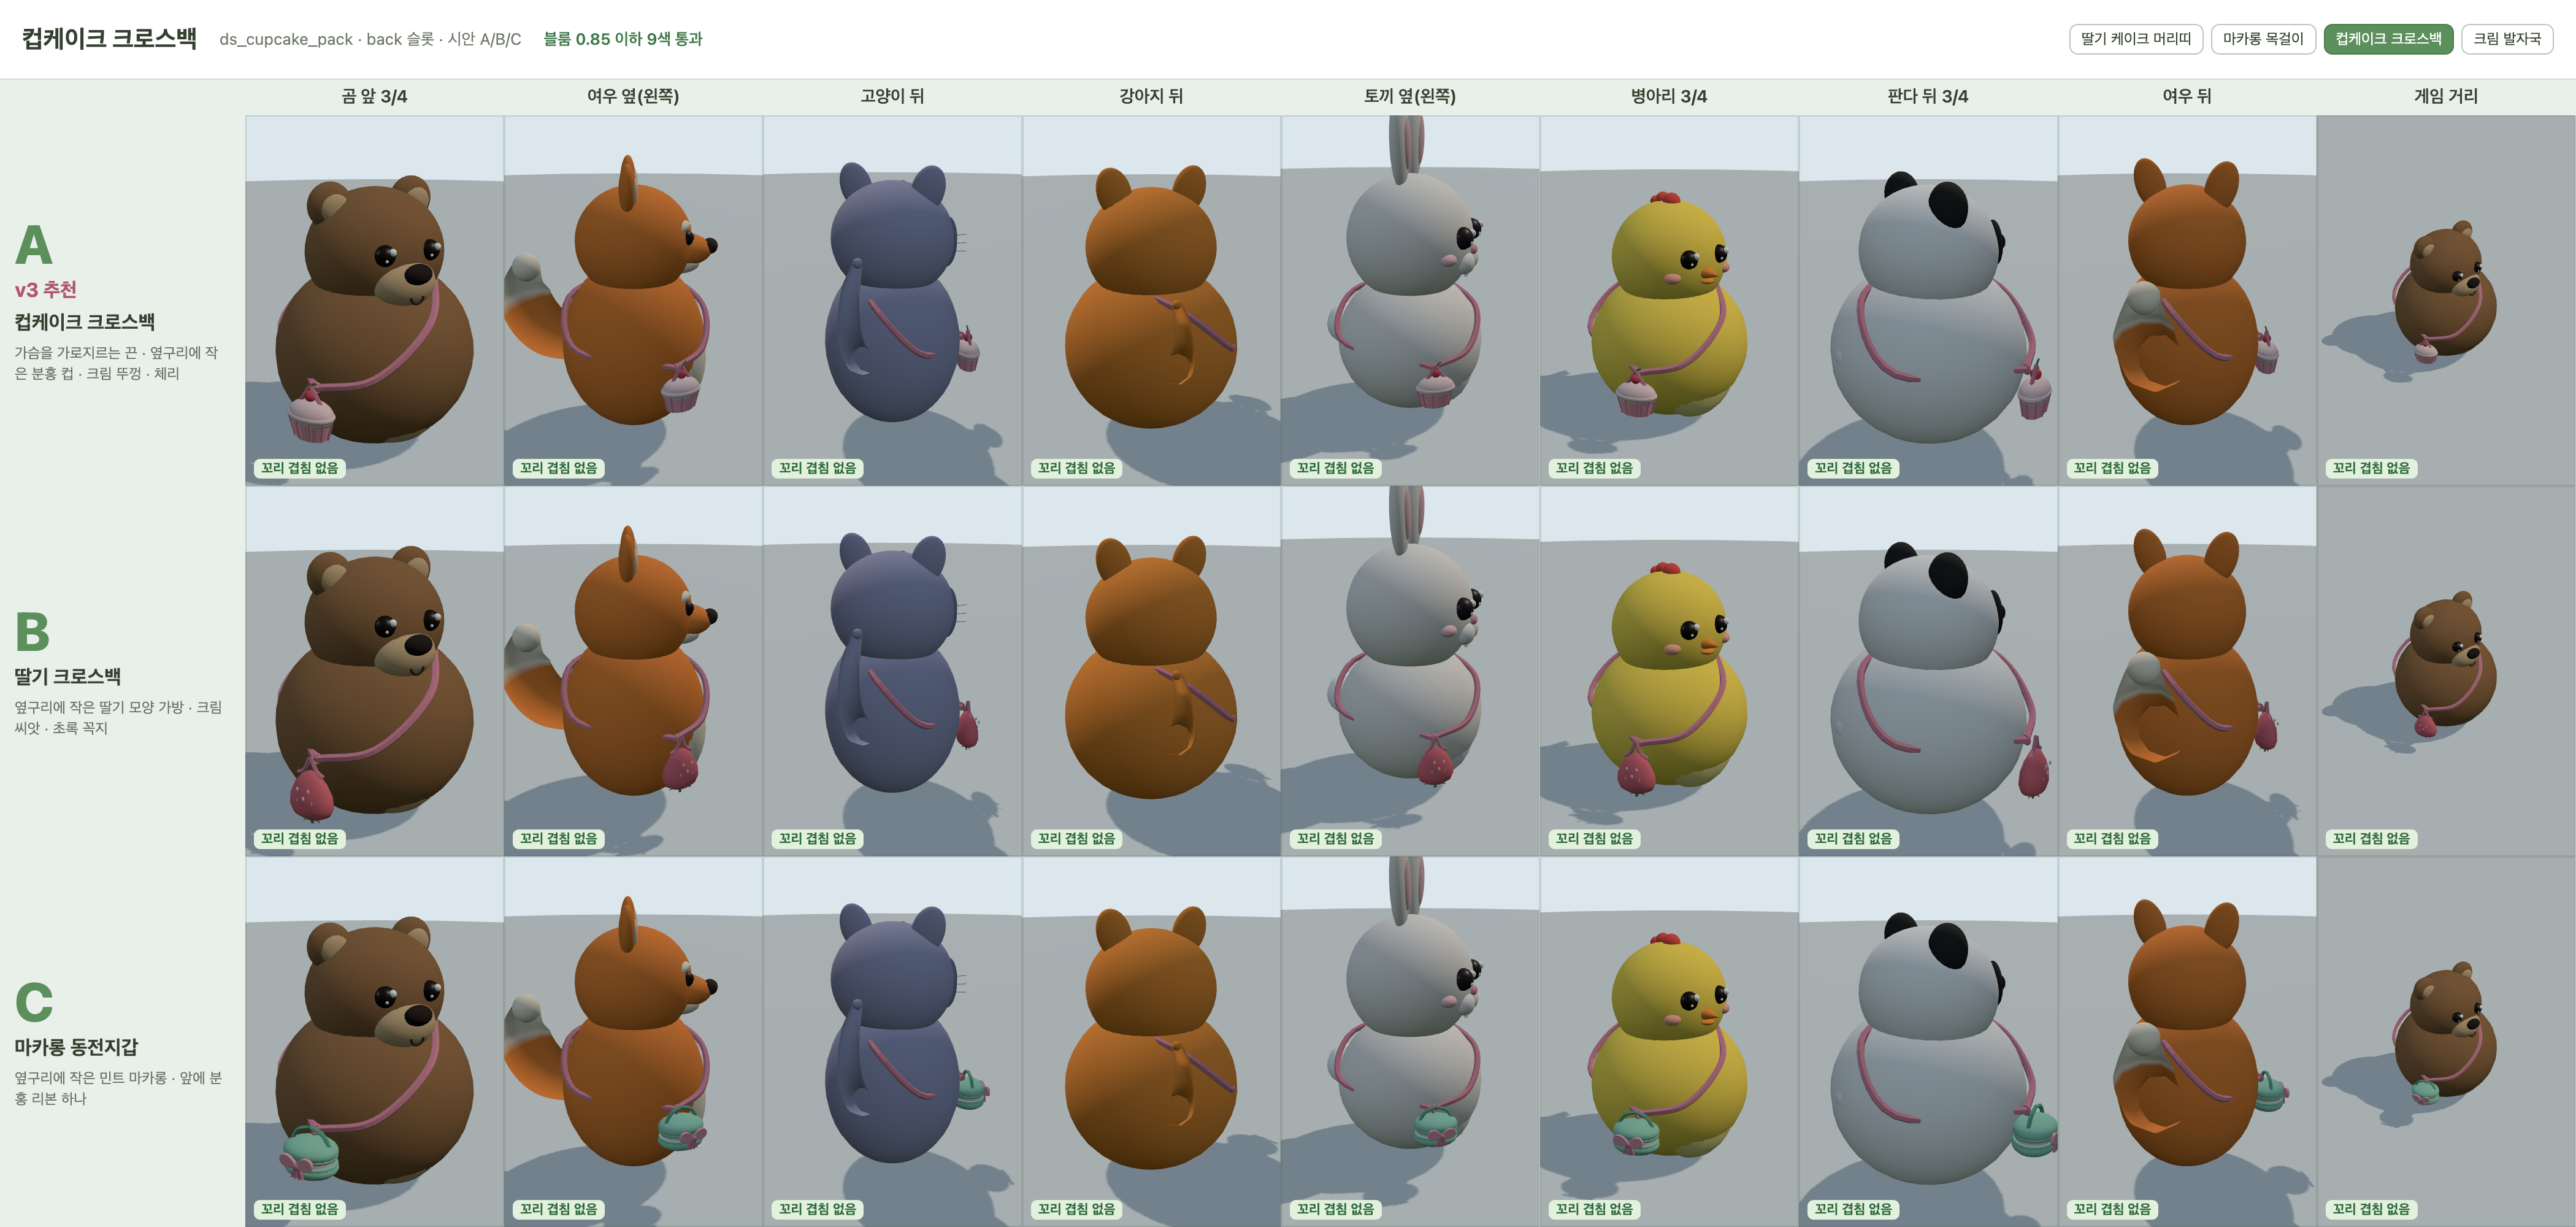 컵케이크 크로스백
ds_cupcake_pack · back 슬롯 · 시안 A/B/C
블룸 0.85 이하 9색 통과
딸기 케이크 머리띠
마카롱 목걸이
컵케이크 크로스백
크림 발자국
곰 앞 3/4
여우 옆(왼쪽)
고양이 뒤
강아지 뒤
토끼 옆(왼쪽)
병아리 3/4
판다 뒤 3/4
여우 뒤
게임 거리
A
v3 추천
컵케이크 크로스백
가슴을 가로지르는 끈 · 옆구리에 작
은 분홍 컵 · 크림 뚜껑 · 체리
꼬리 겹침 없음
꼬리 겹침 없음
꼬리 겹침 없음
꼬리 겹침 없음
꼬리 겹침 없음
꼬리 겹침 없음
꼬리 겹침 없음
꼬리 겹침 없음
꼬리 겹침 없음
B
딸기 크로스백
옆구리에 작은 딸기 모양 가방 · 크림
씨앗 · 초록 꼭지
꼬리 겹침 없음
꼬리 겹침 없음
꼬리 겹침 없음
꼬리 겹침 없음
꼬리 겹침 없음
꼬리 겹침 없음
꼬리 겹침 없음
꼬리 겹침 없음
꼬리 겹침 없음
C
마카롱 동전지갑
옆구리에 작은 민트 마카롱 · 앞에 분
홍 리본 하나
꼬리 겹침 없음
꼬리 겹침 없음
꼬리 겹침 없음
꼬리 겹침 없음
꼬리 겹침 없음
꼬리 겹침 없음
꼬리 겹침 없음
꼬리 겹침 없음
꼬리 겹침 없음